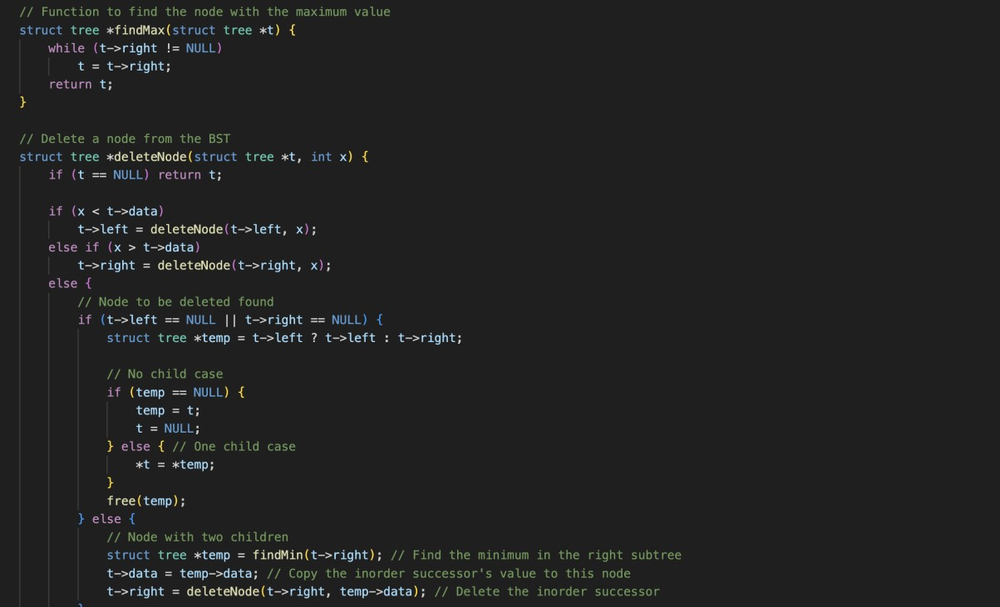 // Function to find the node with the maximum value
struct tree *findMax(struct tree *t) {
    while (t->right != NULL)
        t = t->right;
    return t;
}

// Delete a node from the BST
struct tree *deleteNode(struct tree *t, int x) {
    if (t == NULL) return t;

    if (x < t->data)
        t->left = deleteNode(t->left, x);
    else if (x > t->data)
        t->right = deleteNode(t->right, x);
    else {
        // Node to be deleted found
        if (t->left == NULL || t->right == NULL) {
            struct tree *temp = t->left ? t->left : t->right;

            // No child case
            if (temp == NULL) {
                temp = t;
                t = NULL;
            } else { // One child case
                *t = *temp;
            }
            free(temp);
        } else {
            // Node with two children
            struct tree *temp = findMin(t->right); // Find the minimum in the right subtree
            t->data = temp->data; // Copy the inorder successor's value to this node
            t->right = deleteNode(t->right, temp->data); // Delete the inorder successor